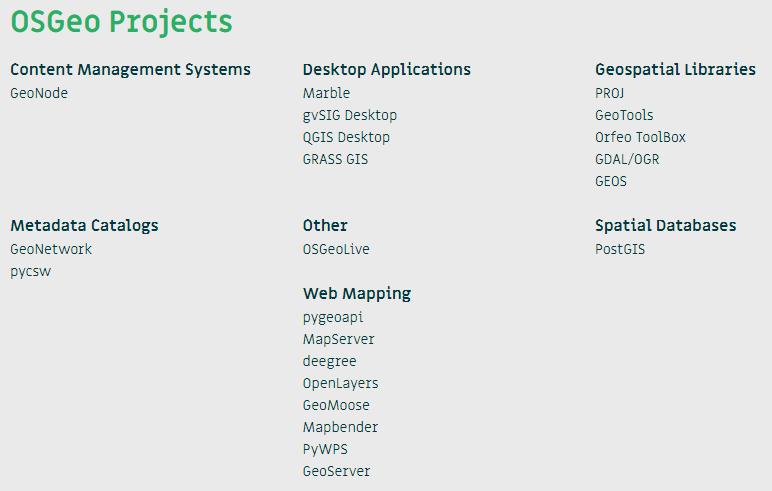 OSGeo Projects
Content Management Systems
GeoNode
Desktop Applications
Marble
gvSIG Desktop
QGIS Desktop
GRASS GIS
Geospatial Libraries
PROJ
GeoTools
Orfeo ToolBox
GDAL/OGR
GEOS
Metadata Catalogs
GeoNetwork
pycsw
Other
OSGeoLive
Spatial Databases
PostGIS
Web Mapping
pygeoapi
MapServer
deegree
OpenLayers
GeoMoose
Mapbender
PyWPS
GeoServer